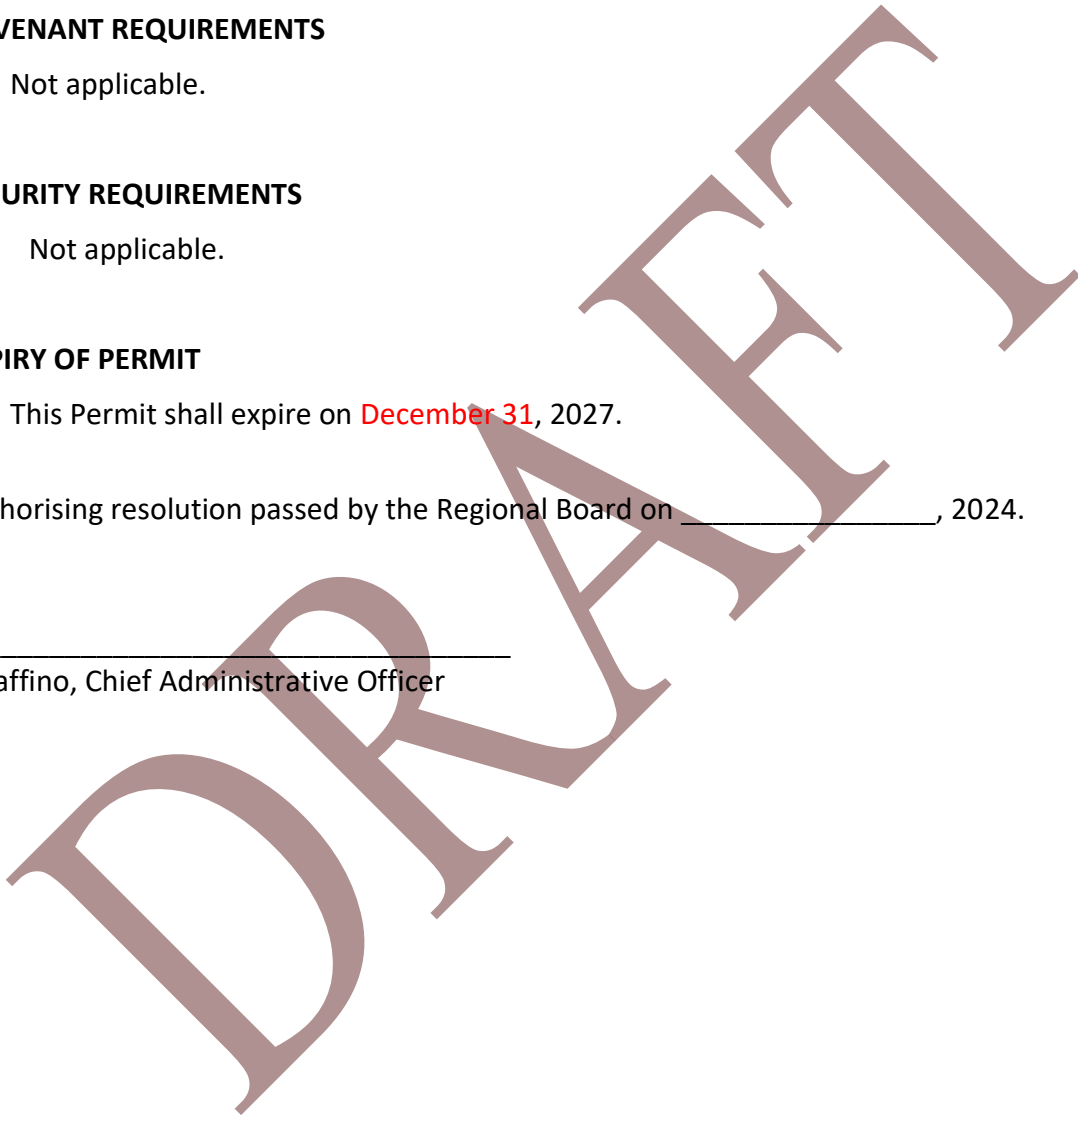 VENANT REQUIREMENTS
Not applicable.
URITY REQUIREMENTS
Not applicable.
PIRY OF PERMIT
This Permit shall expire on December 31, 2027.
horising resolution passed by the Regional Board on ________________, 2024.
________________________________
affino, Chief Administrative Officer
DRAFT